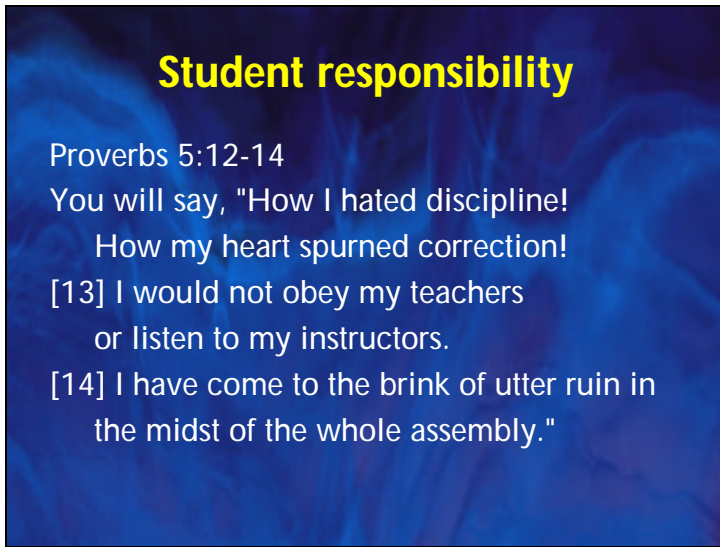 Student responsibility
Proverbs 5:12-14
You will say, "How I hated discipline!
How my heart spurned correction!
[13] I would not obey my teachers
or listen to my instructors.
[14] I have come to the brink of utter ruin in
the midst of the whole assembly."